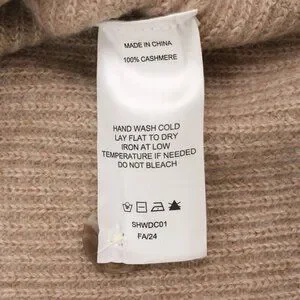 MADE IN CHINA
100% CASHMERE
HAND WASH COLD
LAY FLAT TO DRY
IRON AT LOW
TEMPERATURE IF NEEDED
DO NOT BLEACH
SHWDC01
FA/24